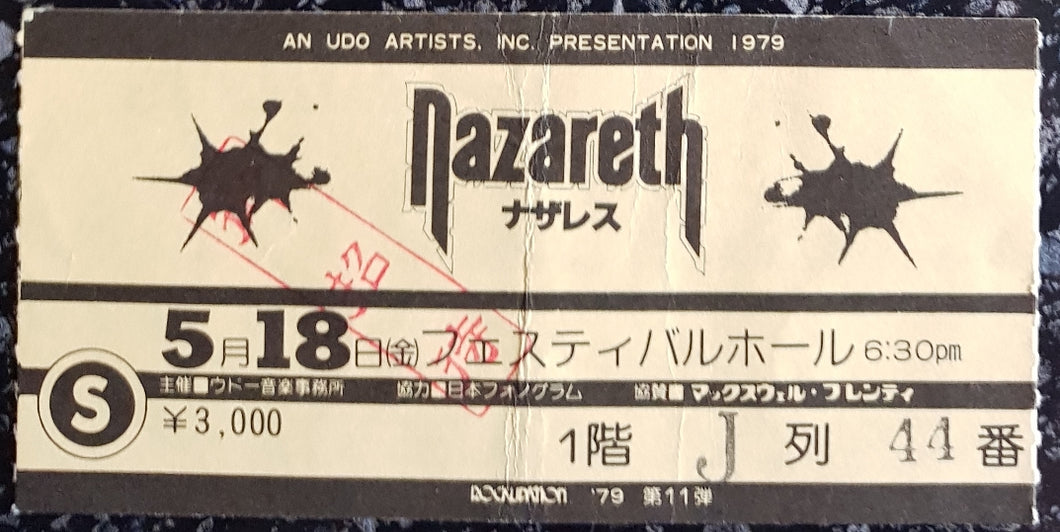 AN UDO ARTISTS, INC. PRESENTATION 1979
nazareth
ナザレス
5月18日(金)フェスティバルホール 6:30pm
主催■ウドー音楽事務所 協力■日本フォノグラム 協賛■マックスウェル・プレンティ
S
¥3,000
1階 J 列 44 番
ROCKUPATION '79 第11弾
招